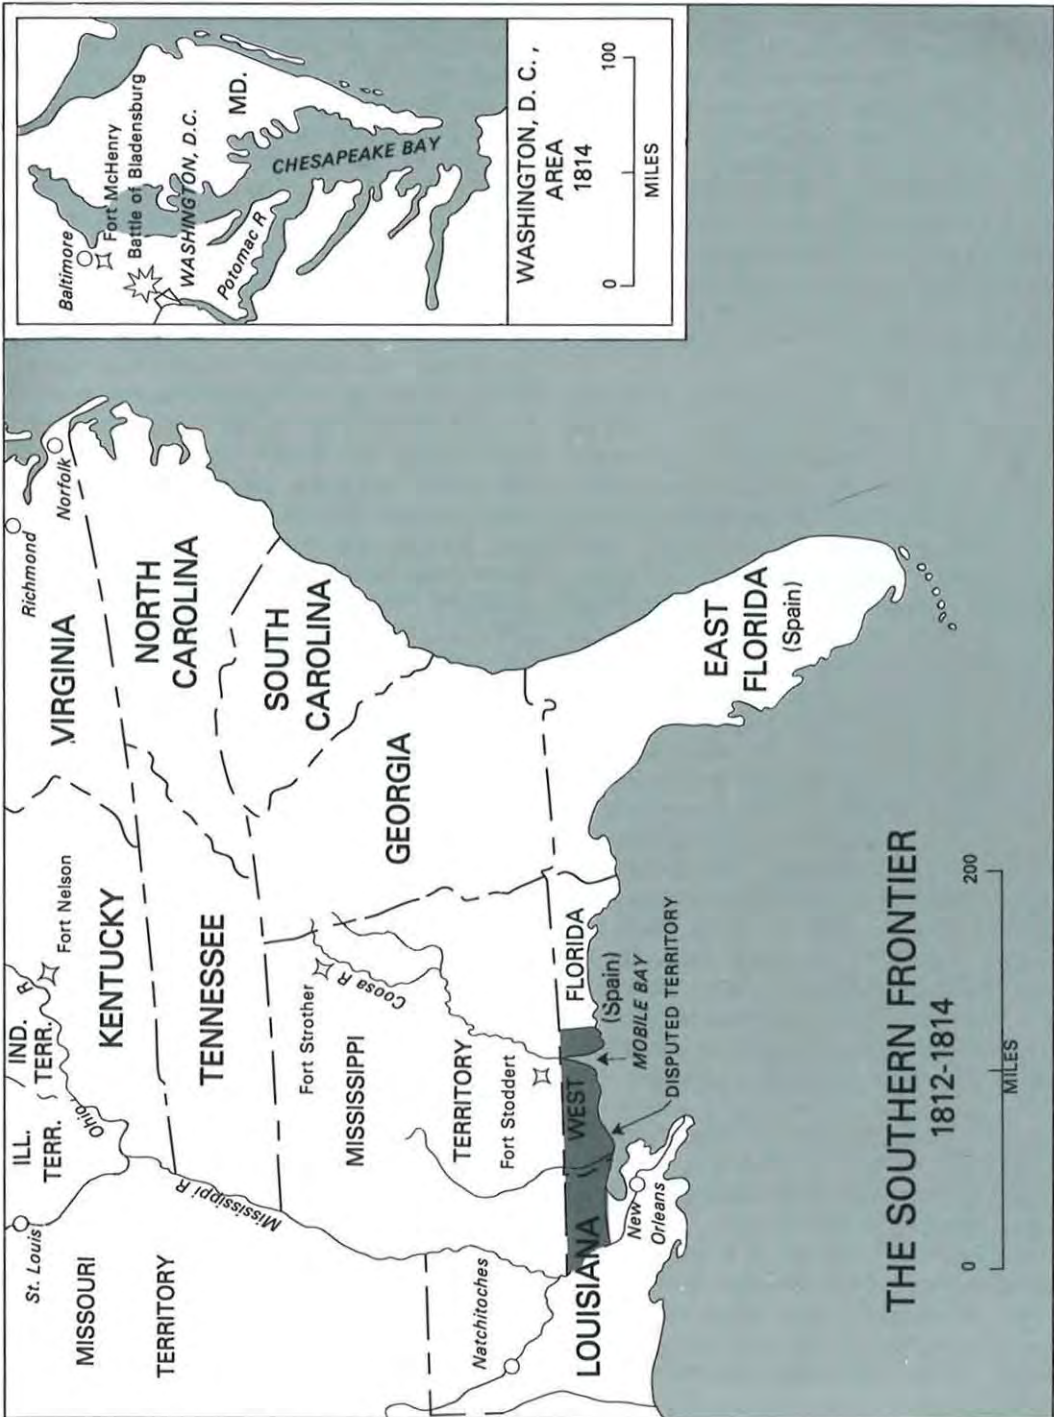 Baltimore
Fort McHenry
Battle of Bladensburg
WASHINGTON, D.C.
MD.
Potomac R
CHESAPEAKE BAY
WASHINGTON, D. C.,
AREA
1814
0
100
MILES
St. Louis
MISSOURI
TERRITORY
ILL.
TERR.
IND.
TERR.
Ohio
R
Fort Nelson
KENTUCKY
VIRGINIA
Richmond
Norfolk
Mississippi R
TENNESSEE
NORTH
CAROLINA
SOUTH
CAROLINA
Fort Strother
Coosa R
MISSISSIPPI
TERRITORY
GEORGIA
Fort Stoddert
Natchitoches
LOUISIANA
WEST
FLORIDA
(Spain)
New
Orleans
MOBILE BAY
DISPUTED TERRITORY
EAST
FLORIDA
(Spain)
THE SOUTHERN FRONTIER
1812-1814
0
200
MILES